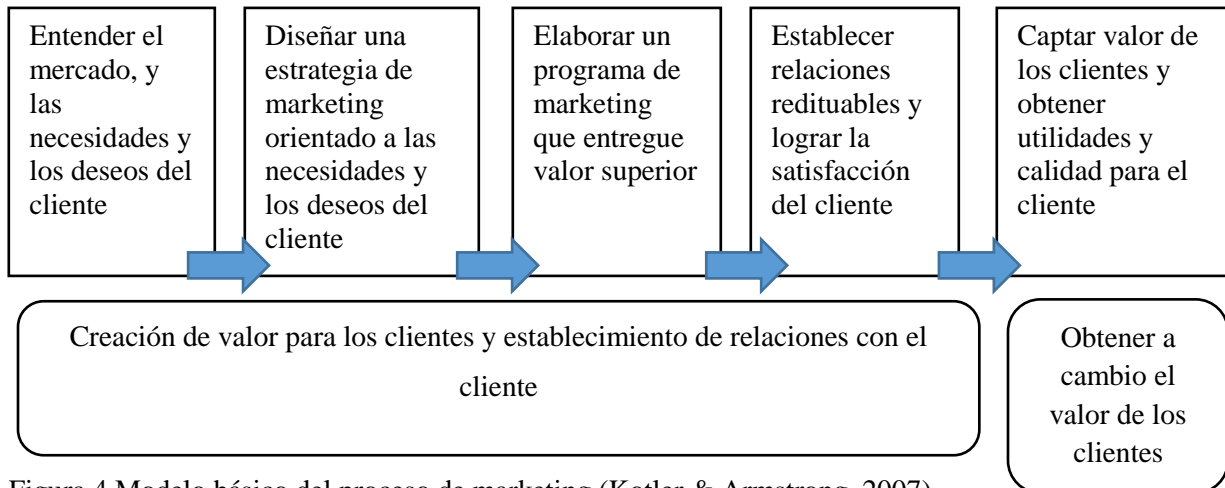 Entender el
mercado, y
las
necesidades y
los deseos del
cliente
Diseñar una
estrategia de
marketing
orientado a las
necesidades y
los deseos del
cliente
Elaborar un
programa de
marketing
que entregue
valor superior
Establecer
relaciones
redituables y
lograr la
satisfacción
del cliente
Captar valor de
los clientes y
obtener
utilidades y
calidad para el
cliente
Creación de valor para los clientes y establecimiento de relaciones con el
cliente
Obtener a
cambio el
valor de los
clientes
Figura 4 Modelo básico del proceso de marketing (Kotler & Armstrong, 2007)